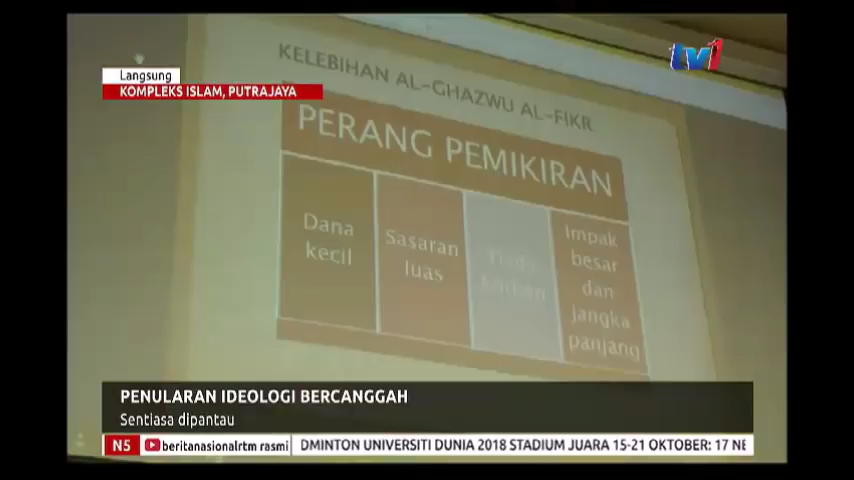 tv1
Langsung
KOMPLEKS ISLAM, PUTRAJAYA
KELEBIHAN AL-GHAZWU AL-FIKR
PERANG PEMIKIRAN
Dana
kecil
Sasaran
luas
Impak
besar
dan
jangka
panjang
PENULARAN IDEOLOGI BERCANGGAH
Sentiasa dipantau
N5 beritanasionalrtm rasmi DMINTON UNIVERSITI DUNIA 2018 STADIUM JUARA 15-21 OKTOBER: 17 NE